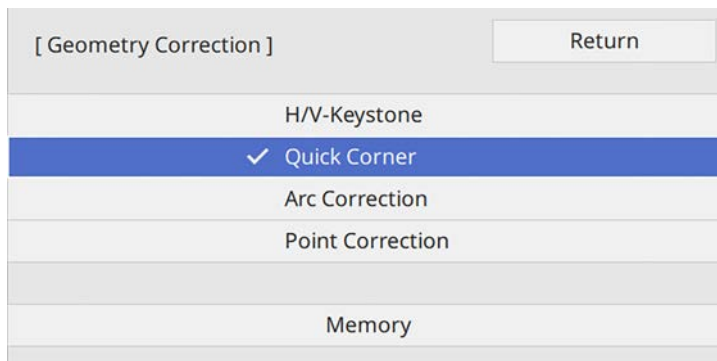 [ Geometry Correction ]
Return
H/V-Keystone
Quick Corner
Arc Correction
Point Correction
Memory